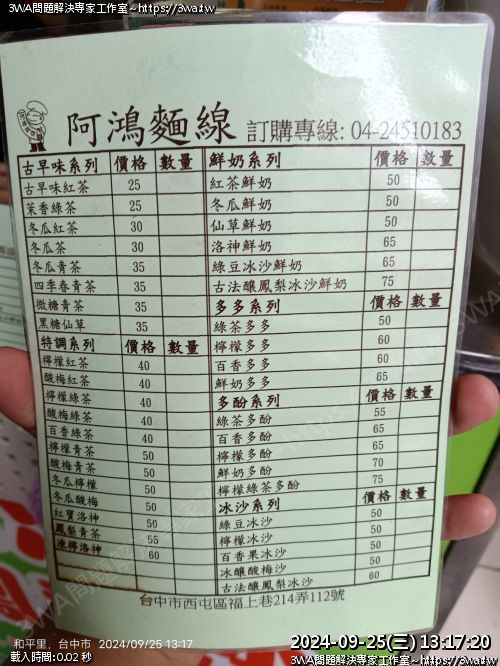 3WA問題解決專家工作室~https://3wa.tw
3WA問題解決專家工作室~https://3wa.tw
阿鴻麵線 訂購專線: 04-24510183
古早味系列 價格 數量
古早味紅茶 25
茉香綠茶 25
冬瓜紅茶 30
冬瓜茶 30
冬瓜青茶 35
四季春青茶 35
微糖青茶 35
黑糖仙草 35
特調系列 價格 數量
檸檬紅茶 40
酸梅紅茶 40
檸檬綠茶 40
酸梅綠茶 40
百香綠茶 40
檸檬青茶 50
酸梅青茶 50
冬瓜檸檬 50
冬瓜酸梅 50
紅寶洛神 50
鳳梨青茶 55
凍檸洛神 60
鮮奶系列 價格 數量
紅茶鮮奶 50
冬瓜鮮奶 50
仙草鮮奶 50
洛神鮮奶 65
綠豆冰沙鮮奶 65
古法釀鳳梨冰沙鮮奶 75
多多系列 價格 數量
綠茶多多 50
檸檬多多 60
百香多多 60
鮮奶多多 65
多酚系列 價格 數量
綠茶多酚 55
百香多酚 65
檸檬多酚 65
鮮奶多酚 70
檸檬綠茶多酚 75
冰沙系列 價格 數量
綠豆冰沙 50
檸檬冰沙 50
百香果冰沙 50
冰釀酸梅沙 50
古法釀鳳梨冰沙 60
台中市西屯區福上巷214弄112號
和平里，台中市 2024/09/25 13:17
2024-09-25(三) 13:17:20
載入時間:0.02 秒
3WA問題解決專家工作室~https://3wa.tw